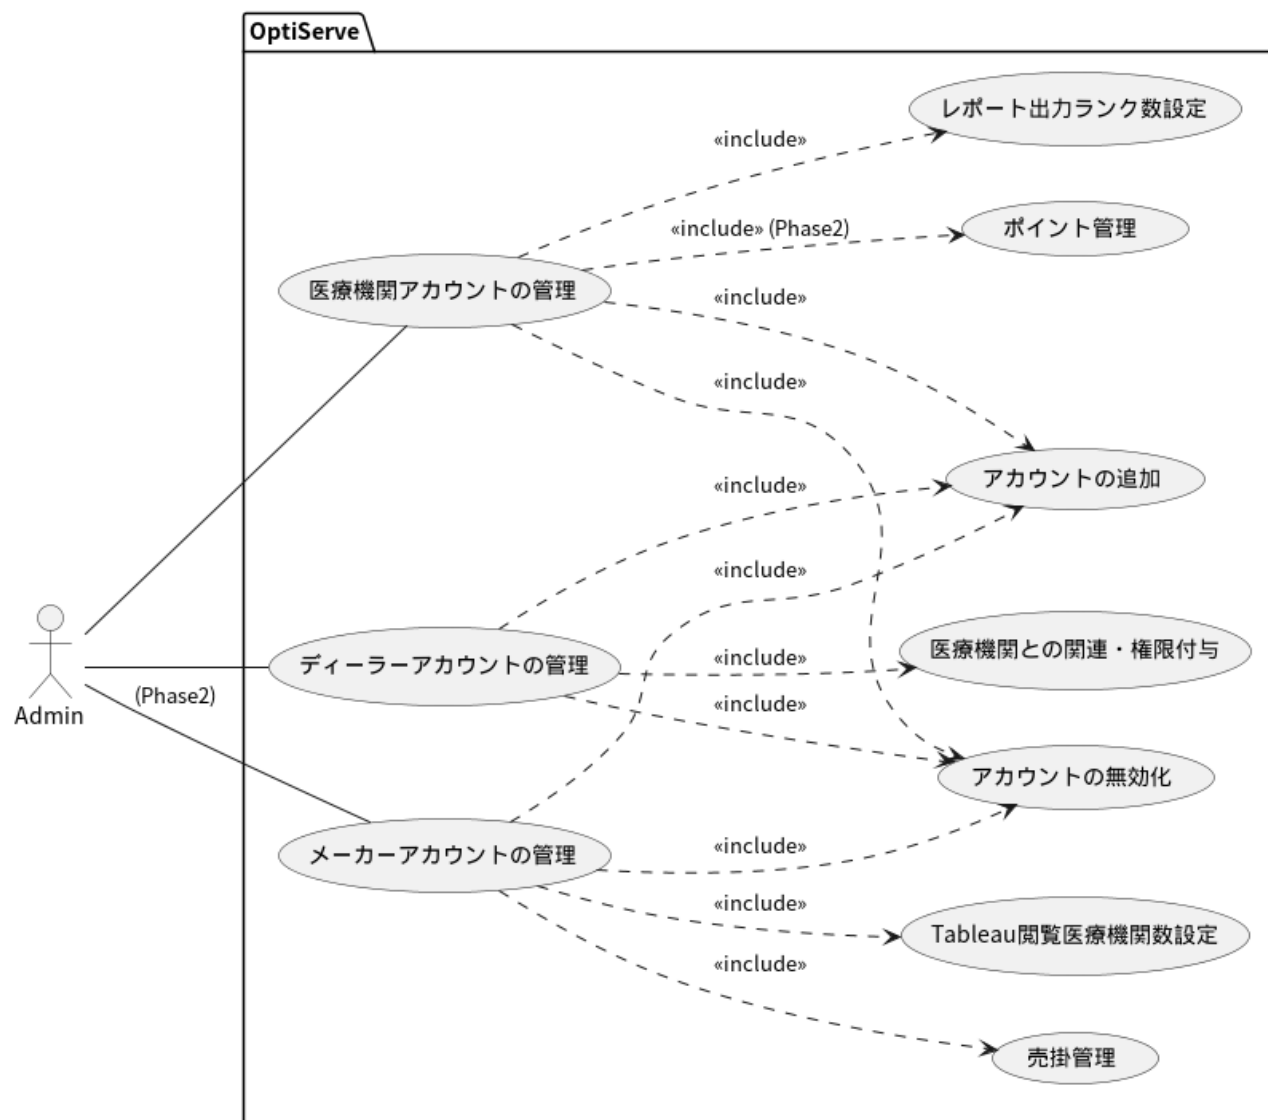 OptiServe
レポート出力ランク数設定
«include»
«include» (Phase2)
ポイント管理
医療機関アカウントの管理
«include»
«include»
アカウントの追加
«include»
«include»
医療機関との関連・権限付与
ディーラーアカウントの管理
«include»
(Phase2)
«include»
Admin
アカウントの無効化
メーカーアカウントの管理
«include»
«include»
Tableau閲覧医療機関数設定
«include»
売掛管理